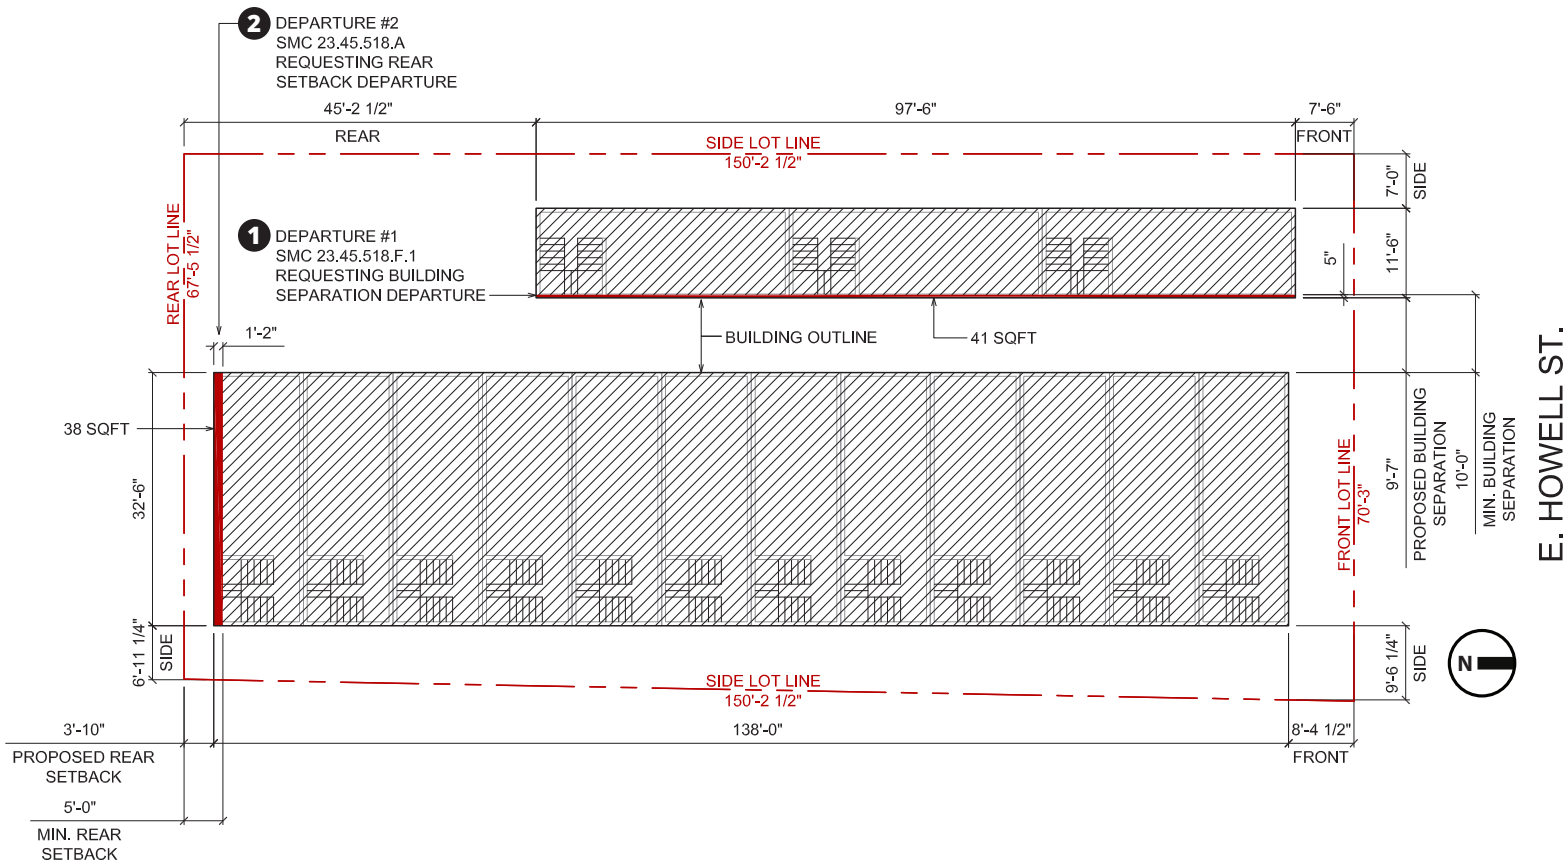 2
DEPARTURE #2
SMC 23.45.518.A
REQUESTING REAR
SETBACK DEPARTURE
45'-2 1/2"
REAR
97'-6"
7'-6"
FRONT
SIDE LOT LINE
150'-2 1/2"
7'-0"
SIDE
REAR LOT LINE
67'-5 1/2"
1
DEPARTURE #1
SMC 23.45.518.F.1
REQUESTING BUILDING
SEPARATION DEPARTURE
5"
11'-6"
1'-2"
BUILDING OUTLINE
41 SQFT
38 SQFT
32'-6"
FRONT LOT LINE
70'-3"
9'-7"
PROPOSED BUILDING
SEPARATION
10'-0"
MIN. BUILDING
SEPARATION
E. HOWELL ST.
6'-11 1/4"
SIDE
SIDE LOT LINE
150'-2 1/2"
9'-6 1/4"
SIDE
N
3'-10"
PROPOSED REAR
SETBACK
138'-0"
8'-4 1/2"
FRONT
5'-0"
MIN. REAR
SETBACK